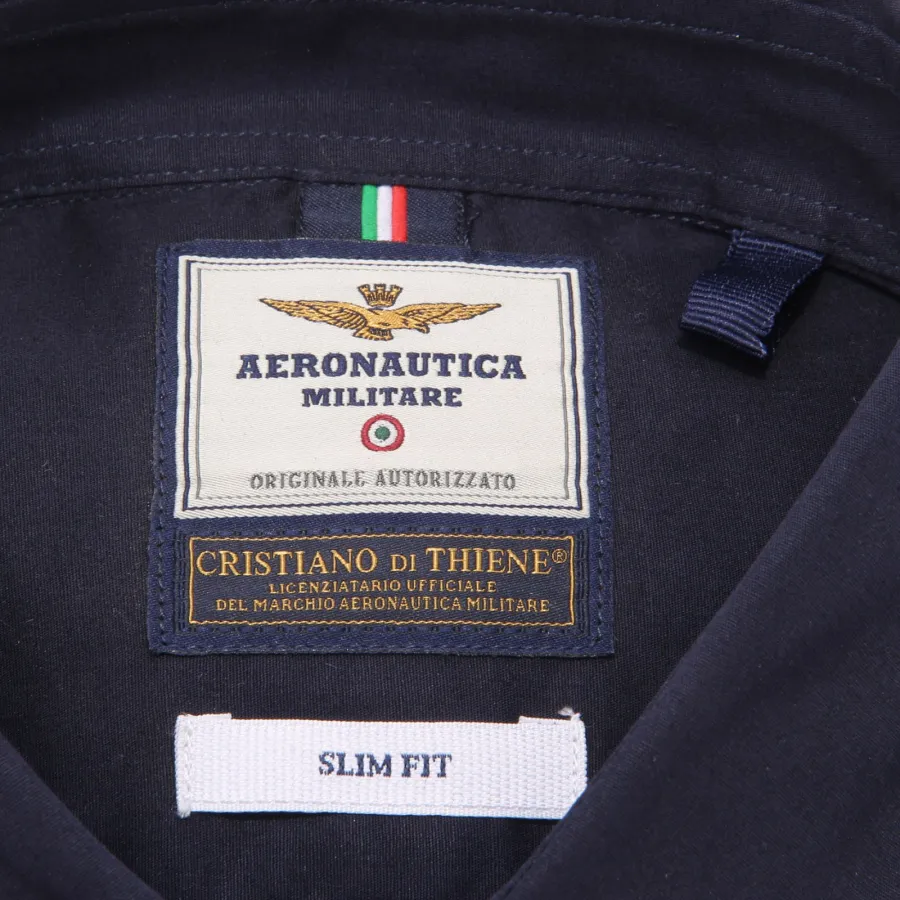 AERONAUTICA
MILITARE
ORIGINALE AUTORIZZATO
CRISTIANO DI THIENE®
LICENZIATARIO UFFICIALE
DEL MARCHIO AERONAUTICA MILITARE
SLIM FIT